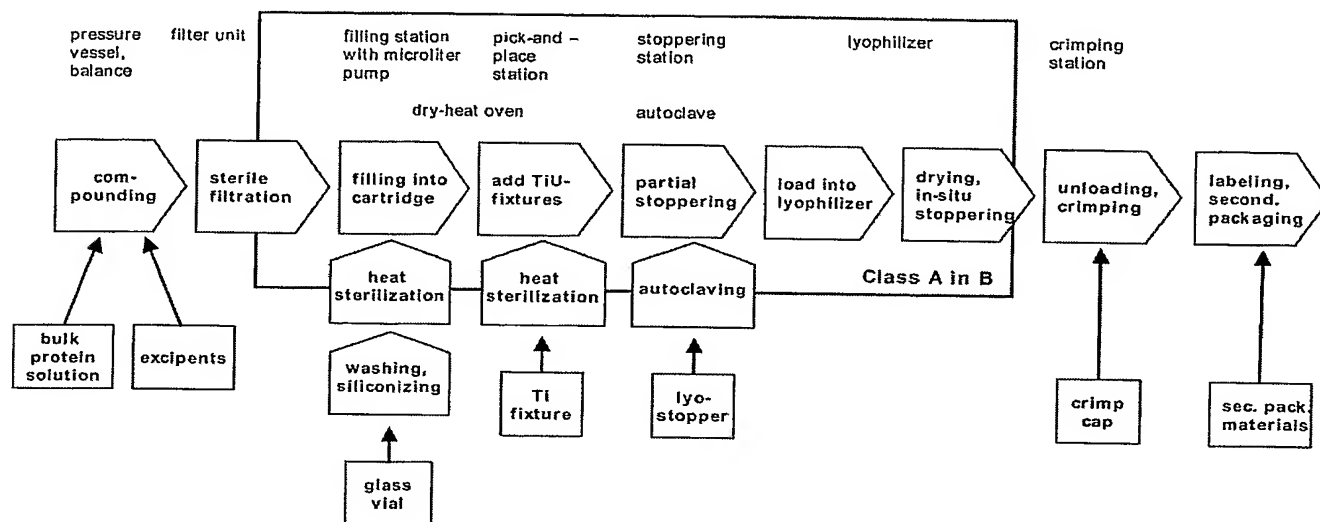 pressure
vessel,
balance
filter unit
filling station
with microliter
pump
pick-and –
place
station
stoppering
station
lyophilizer
crimping
station
dry-heat oven
autoclave
com-
pounding
sterile
filtration
filling into
cartridge
add TiU-
fixtures
partial
stoppering
load into
lyophilizer
drying,
in-situ
stoppering
unloading,
crimping
labeling,
second.
packaging
heat
sterilization
heat
sterilization
autoclaving
Class A in B
bulk
protein
solution
excipents
washing,
siliconizing
Ti
fixture
lyo-
stopper
crimp
cap
sec. pack.
materials
glass
vial